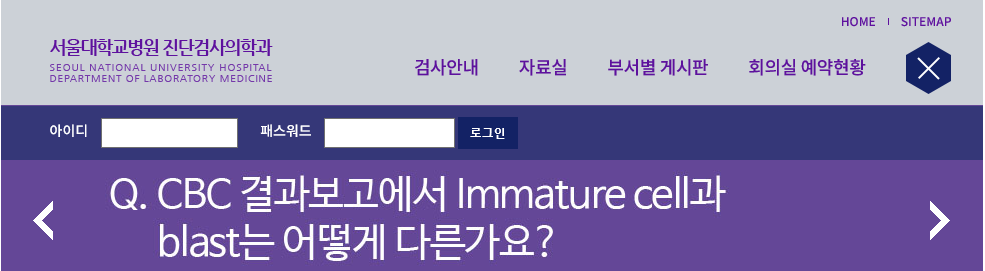 HOME SITEMAP
서울대학교병원 진단검사의학과
SEOUL NATIONAL UNIVERSITY HOSPITAL
DEPARTMENT OF LABORATORY MEDICINE
검사안내 자료실 부서별 게시판 회의실 예약현황
아이디 패스워드 로그인
Q. CBC 결과보고에서 Immature cell과
blast는 어떻게 다른가요?